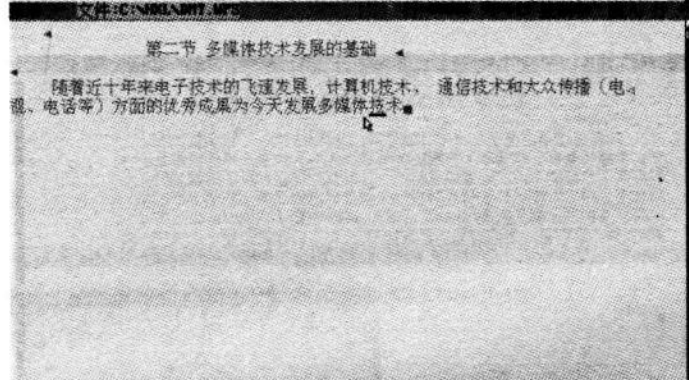 文件:C:\HXL\DMT.WPS
第二节 多媒体技术发展的基础
随着近十年来电子技术的飞速发展，计算机技术， 通信技术和大众传播（电
视、电话等）方面的优秀成果为今天发展多媒体技术